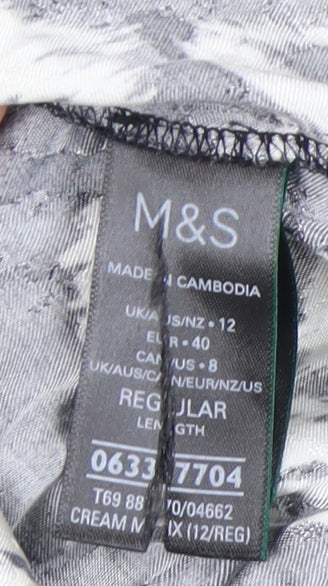 M&S
MADE IN CAMBODIA
UK/AUS/NZ • 12
EUR • 40
CAN/US • 8
UK/AUS/CAN/EUR/NZ/US
REGULAR
LENGTH
0633 7704
T69 88 70/04662
CREAM MIX (12/REG)